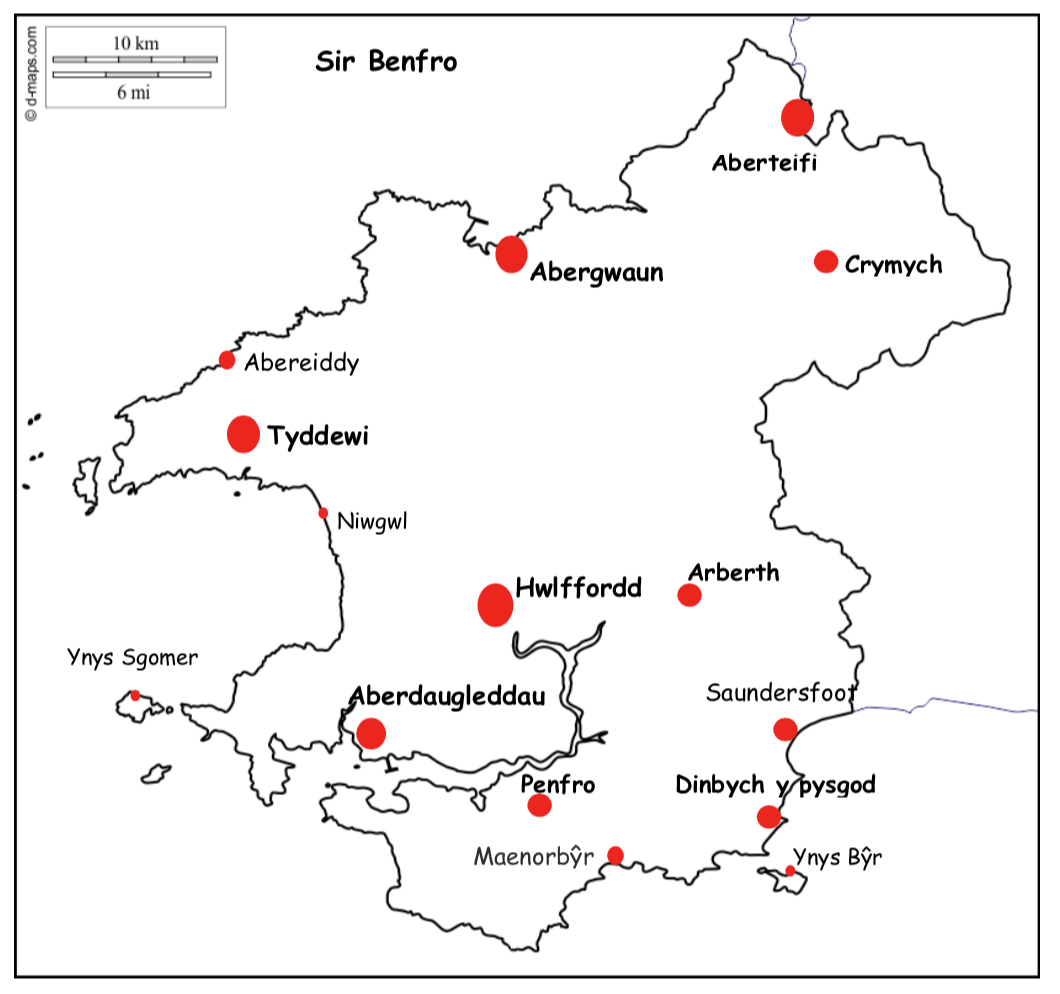 © d-maps.com
10 km
6 mi
Sir Benfro
Aberteifi
Abergwaun
Crymych
Abereiddy
Tyddewi
Niwgwl
Arberth
Hwlffordd
Ynys Sgomer
Saundersfoot
Aberdaugleddau
Penfro
Dinbych y pysgod
Maenorbŷr
Ynys Bŷr